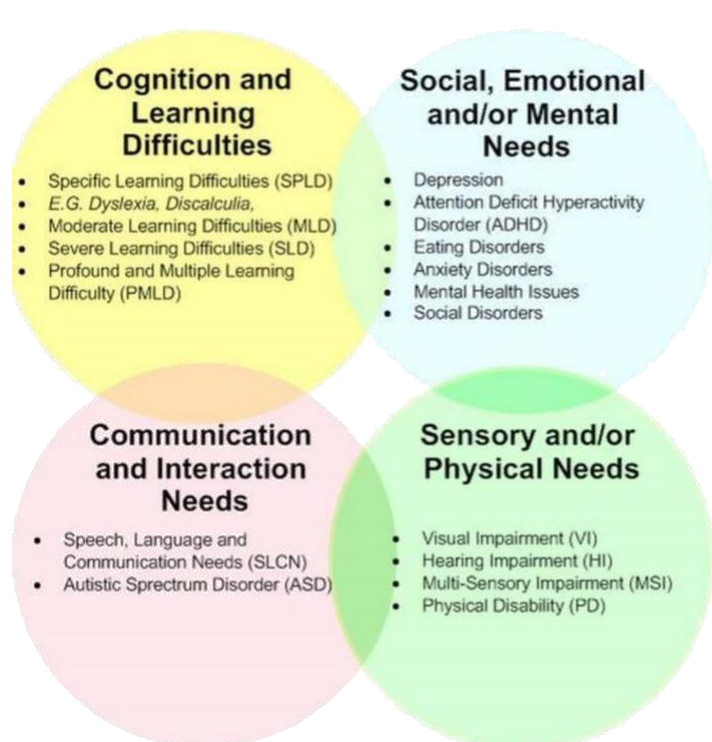 Cognition and
Learning
Difficulties
• Specific Learning Difficulties (SPLD)
• E.G. Dyslexia, Discalculia,
• Moderate Learning Difficulties (MLD)
• Severe Learning Difficulties (SLD)
• Profound and Multiple Learning
Difficulty (PMLD)
Social, Emotional
and/or Mental
Needs
• Depression
• Attention Deficit Hyperactivity
Disorder (ADHD)
• Eating Disorders
• Anxiety Disorders
• Mental Health Issues
• Social Disorders
Communication
and Interaction
Needs
• Speech, Language and
Communication Needs (SLCN)
• Autistic Sprectrum Disorder (ASD)
Sensory and/or
Physical Needs
• Visual Impairment (VI)
• Hearing Impairment (HI)
• Multi-Sensory Impairment (MSI)
• Physical Disability (PD)